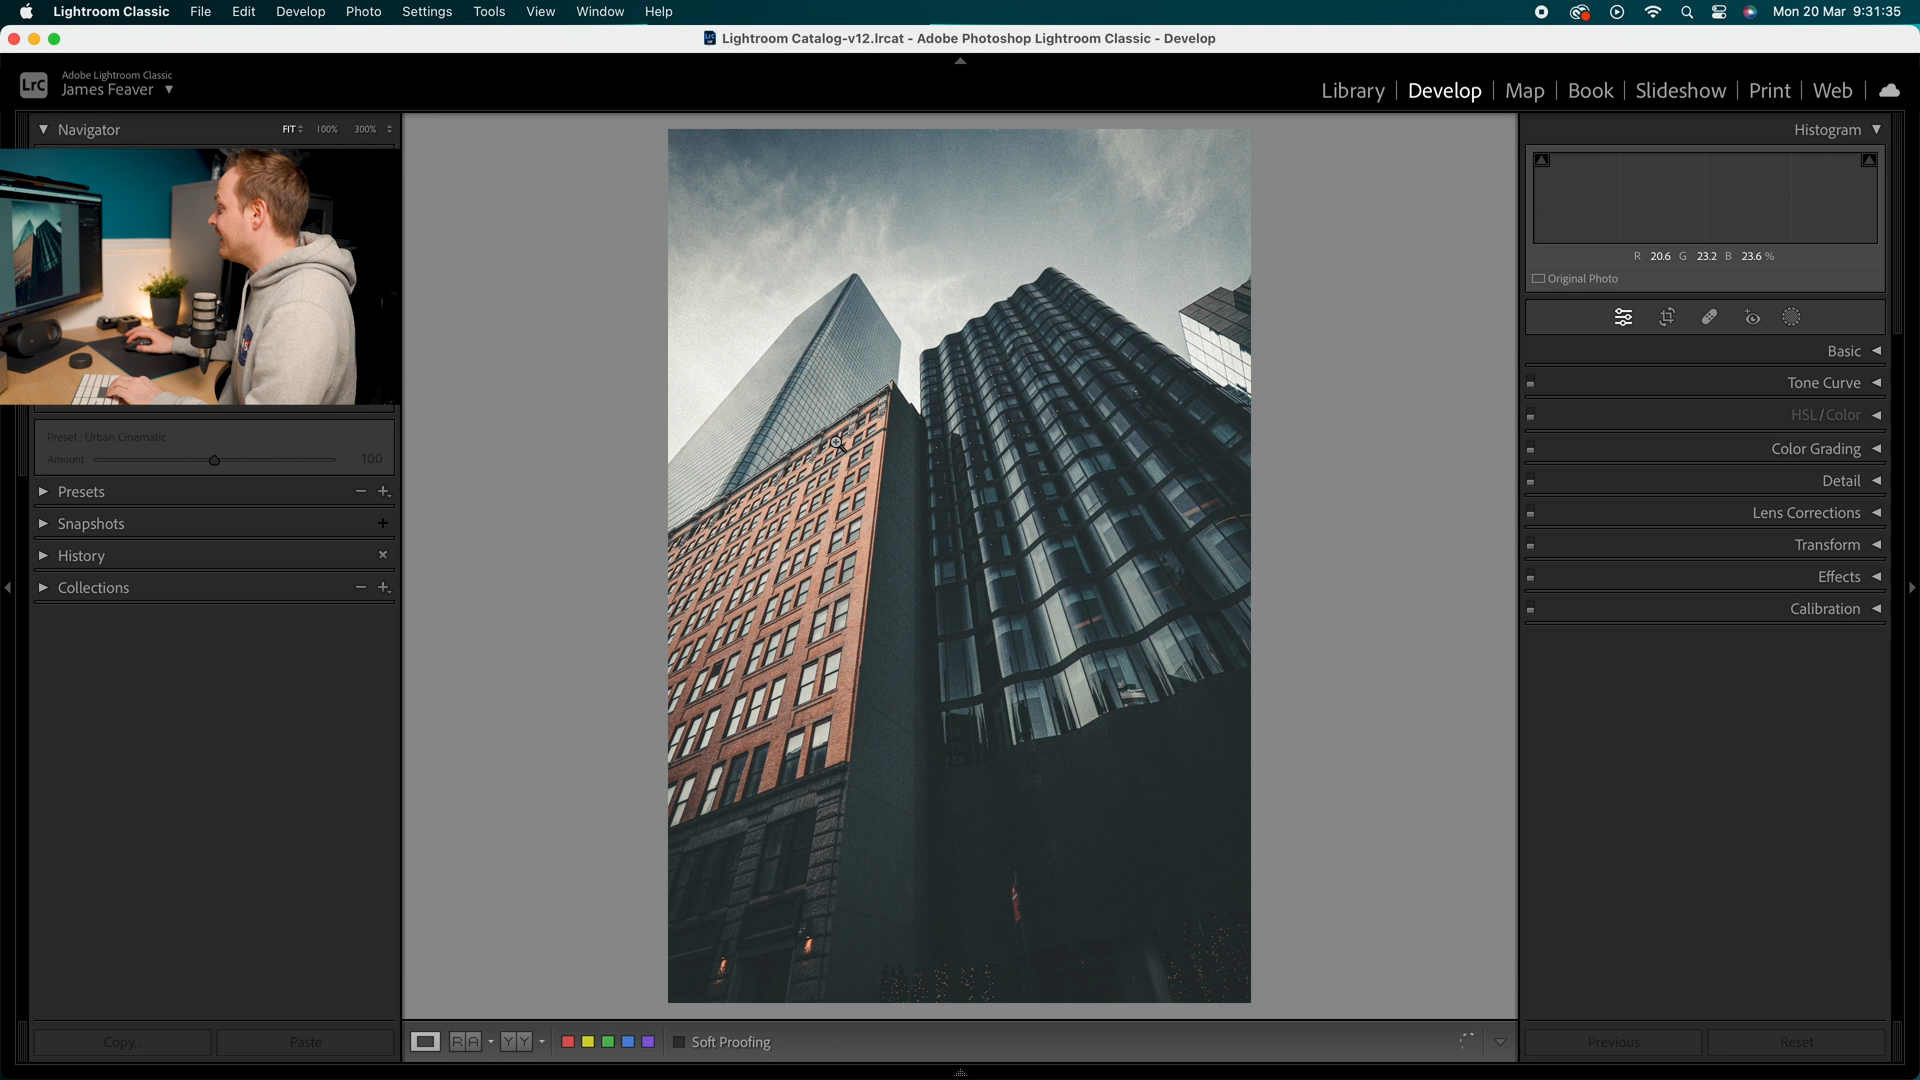 Lightroom Classic File Edit Develop Photo Settings Tools View Window Help Mon 20 Mar 9:31:35
Lightroom Catalog-v12.lrcat - Adobe Photoshop Lightroom Classic - Develop
LrC
Adobe Lightroom Classic
James Feaver
Library | Develop | Map | Book | Slideshow | Print | Web
Navigator FIT 100% 300%
Preset : Urban Cinematic
Amount 100
Presets
Snapshots
History
Collections
Copy... Paste
R A Y Y Soft Proofing
Histogram
R 20.6 G 23.2 B 23.6 %
Original Photo
Basic
Tone Curve
HSL / Color
Color Grading
Detail
Lens Corrections
Transform
Effects
Calibration
Previous Reset